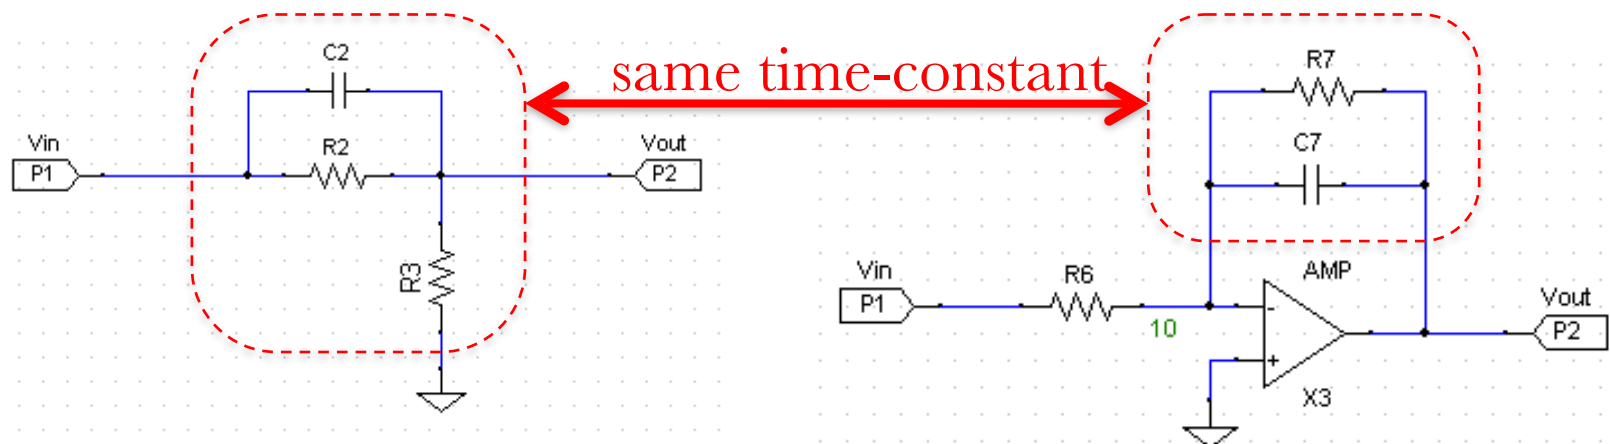 same time-constant
C2
Vin
P1
R2
Vout
P2
R3
R7
C7
Vin
P1
R6
10
AMP
-
+
X3
Vout
P2